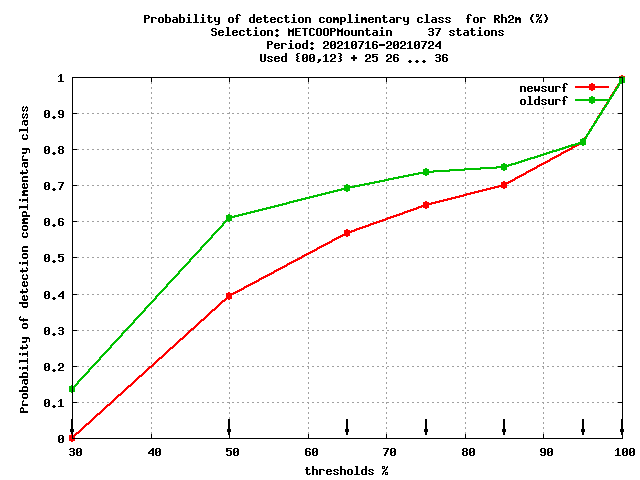 Probability of detection complimentary class  for Rh2m (%)
Selection: METCOOPMountain     37 stations
Period: 20210716-20210724
Used {00,12} + 25 26 ... 36
newsurf
oldsurf
Probability of detection complimentary class
1
0.9
0.8
0.7
0.6
0.5
0.4
0.3
0.2
0.1
0
30 40 50 60 70 80 90 100
thresholds %